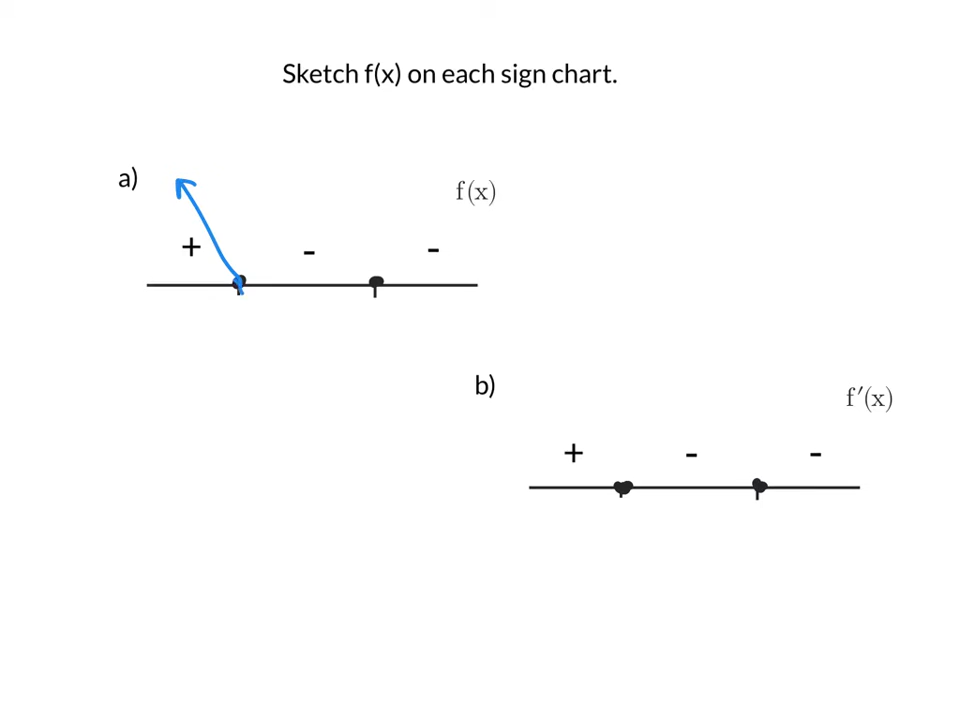 Sketch f(x) on each sign chart.
a)
f(x)
+ - -
b)
f′(x)
+ - -